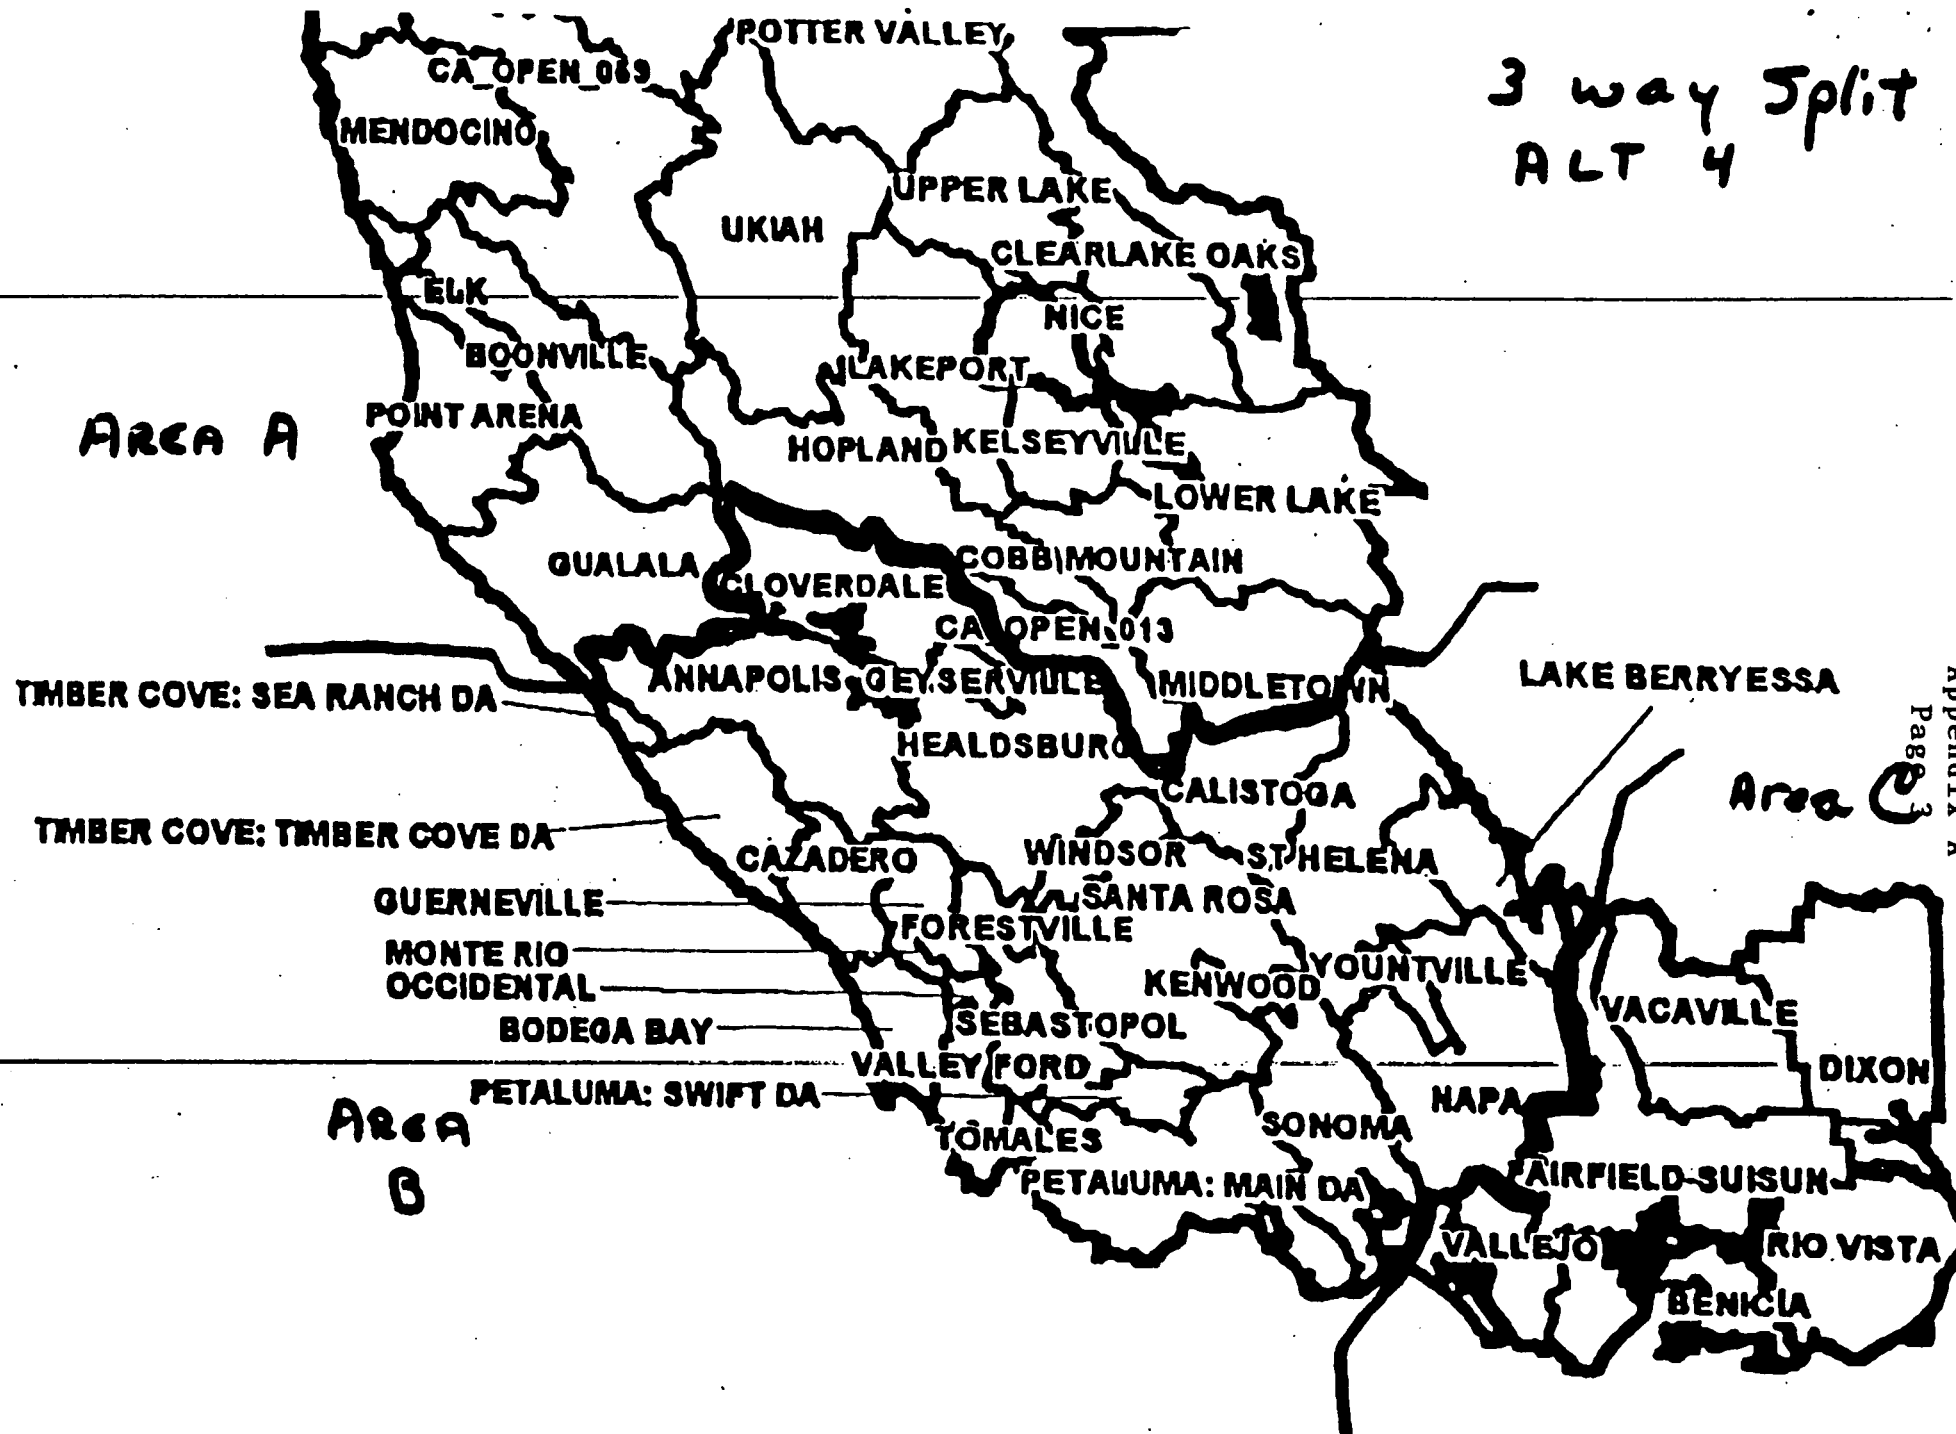 POTTER VALLEY
3 way Split
ALT 4
CA_OPEN_069
MENDOCINO
UPPER LAKE
UKIAH
CLEARLAKE OAKS
ELK
NICE
BOONVILLE
LAKEPORT
POINT ARENA
AREA A
HOPLAND
KELSEYVILLE
LOWER LAKE
COBB MOUNTAIN
GUALALA
CLOVERDALE
CA_OPEN_013
ANNAPOLIS
GEYSERVILLE
MIDDLETOWN
LAKE BERRYESSA
TIMBER COVE: SEA RANCH DA
Appendix A
Page 3
HEALDSBURG
CALISTOGA
Area C
TIMBER COVE: TIMBER COVE DA
CAZADERO
WINDSOR
ST HELENA
GUERNEVILLE
SANTA ROSA
FORESTVILLE
MONTE RIO
OCCIDENTAL
KENWOOD
YOUNTVILLE
VACAVILLE
BODEGA BAY
SEBASTOPOL
VALLEY FORD
DIXON
PETALUMA: SWIFT DA
NAPA
AREA
B
TOMALES
SONOMA
PETALUMA: MAIN DA
FAIRFIELD-SUISUN
VALLEJO
RIO VISTA
BENICIA